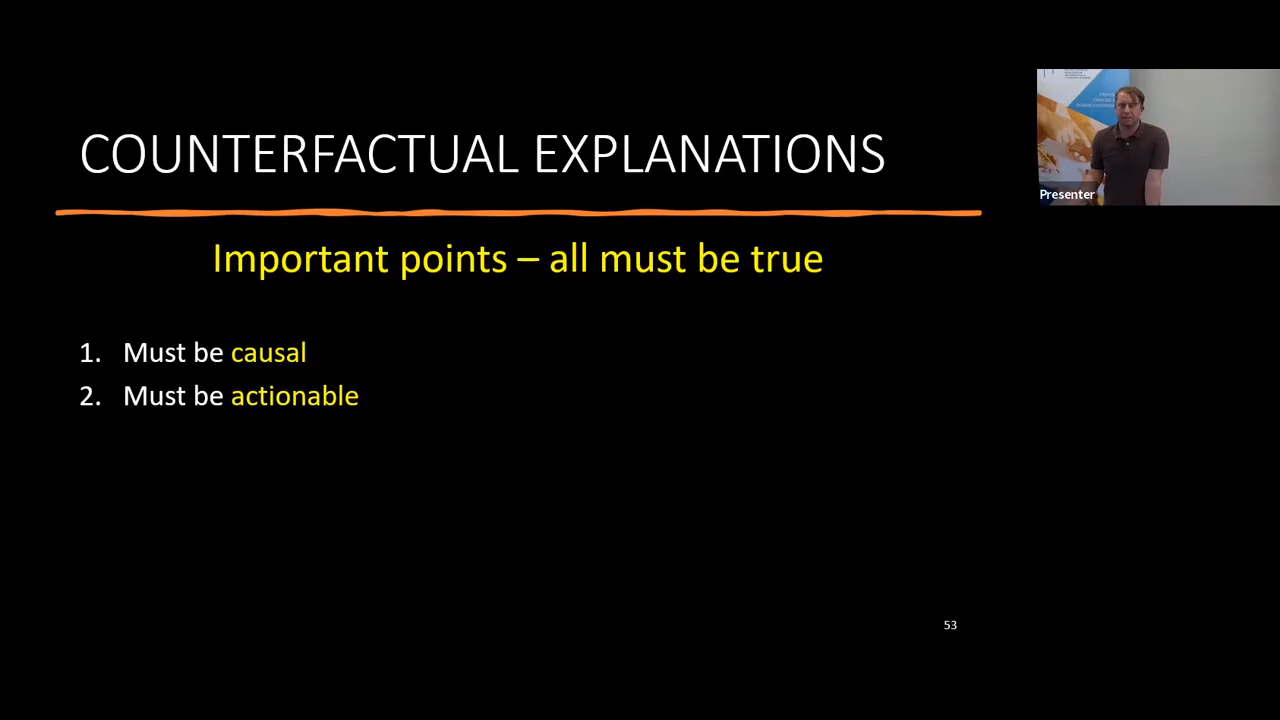 COUNTERFACTUAL EXPLANATIONS
Important points – all must be true
1. Must be causal
2. Must be actionable
53
Presenter